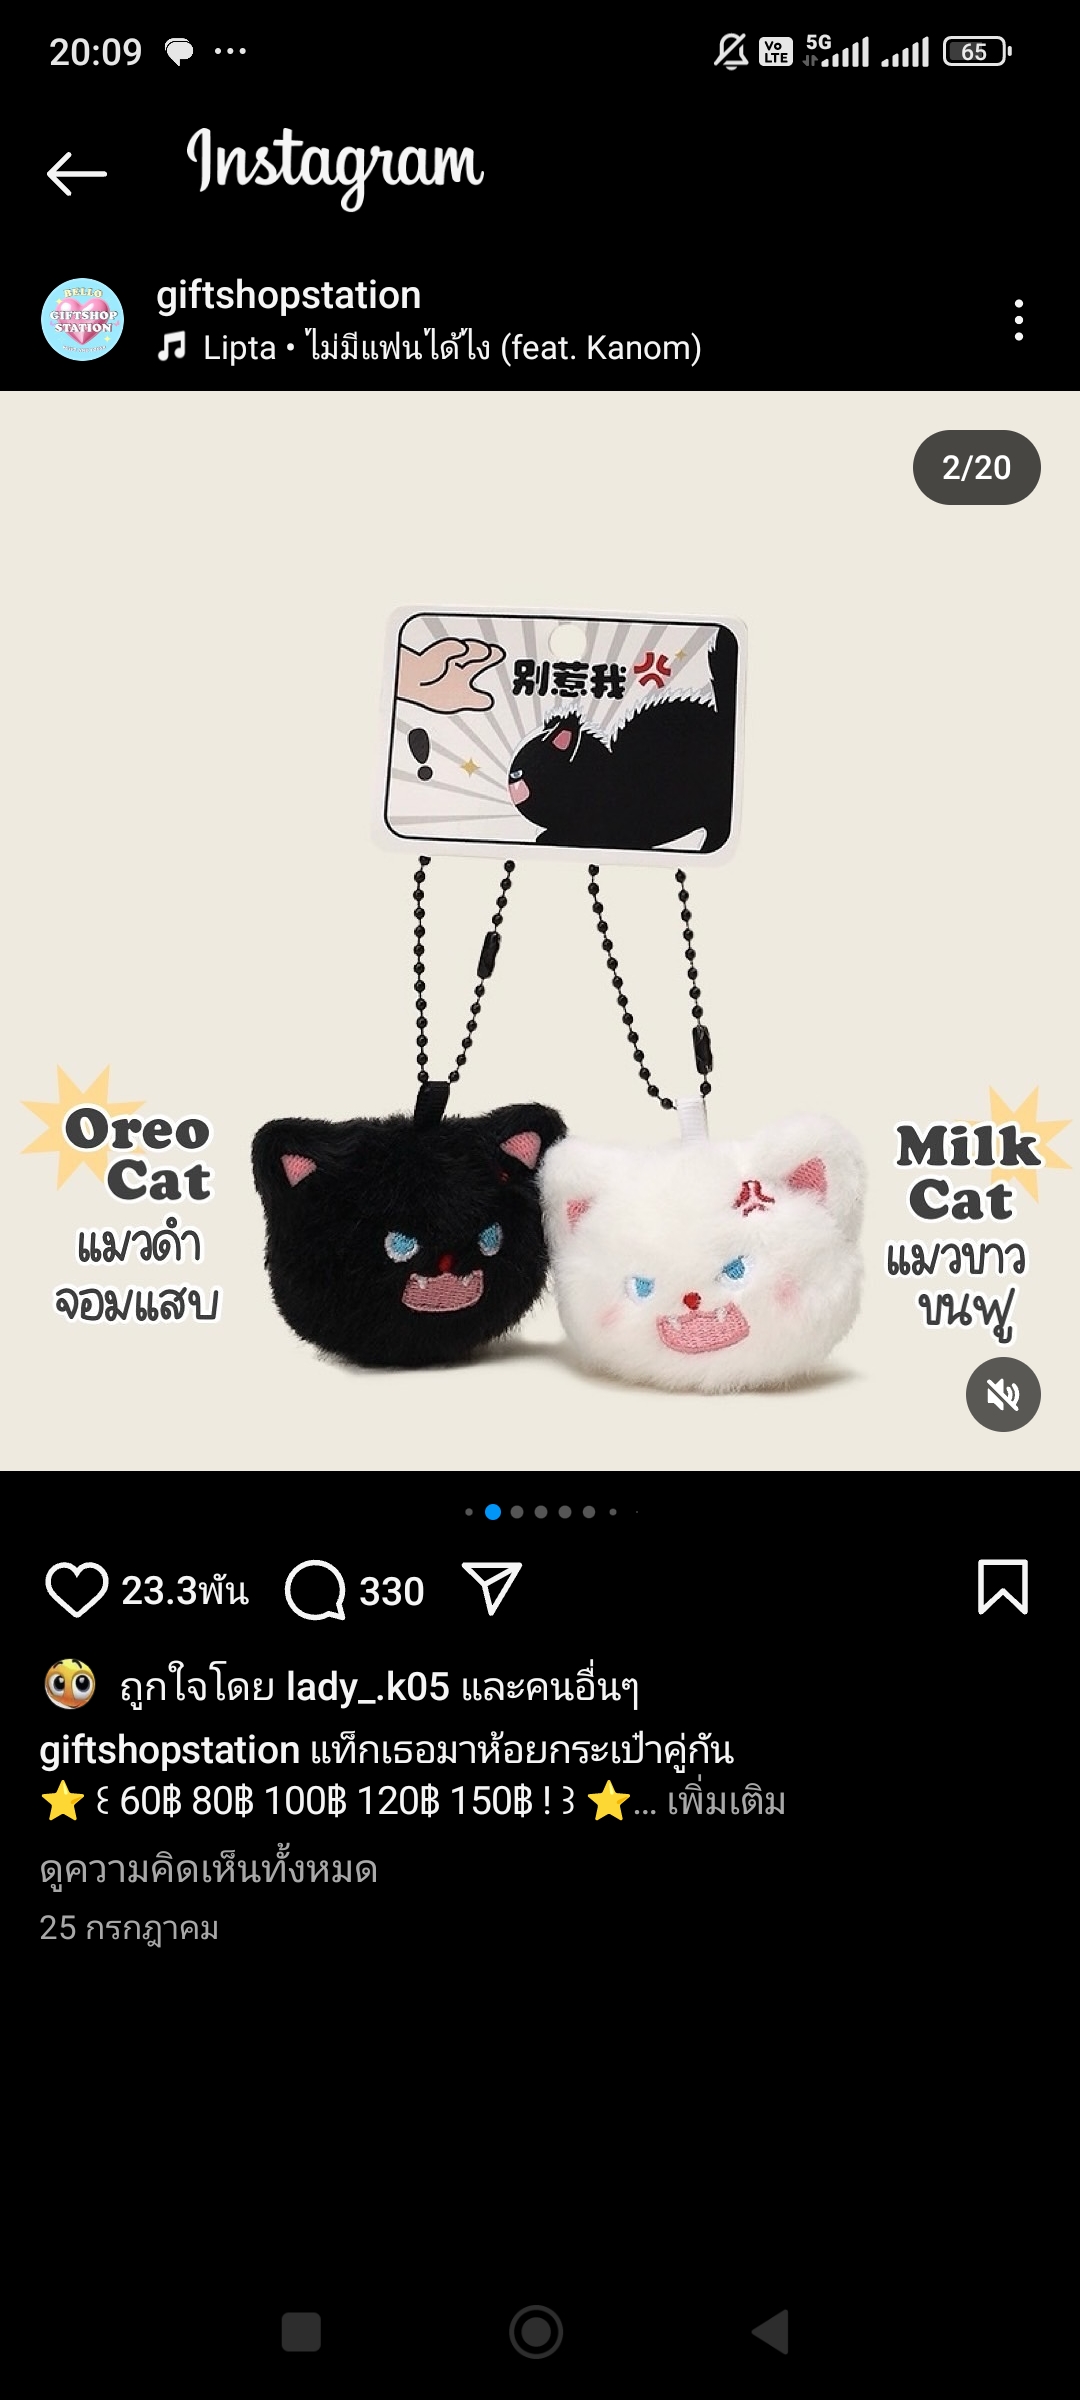 20:09
Vo LTE
5G
65
Instagram
BELLO
GIFTSHOP
STATION
giftshopstation
Lipta • ไม่มีแฟนได้ไง (feat. Kanom)
2/20
别惹我
!
Oreo
Cat
แมวดำ
จอมแสบ
Milk
Cat
แมวขาว
ขนฟู
23.3พัน
330
ถูกใจโดย lady_.k05 และคนอื่นๆ
giftshopstation แท็กเธอมาห้อยกระเป๋าคู่กัน
⭐ ꒰ 60฿ 80฿ 100฿ 120฿ 150฿ ! ꒱ ⭐... เพิ่มเติม
ดูความคิดเห็นทั้งหมด
25 กรกฎาคม